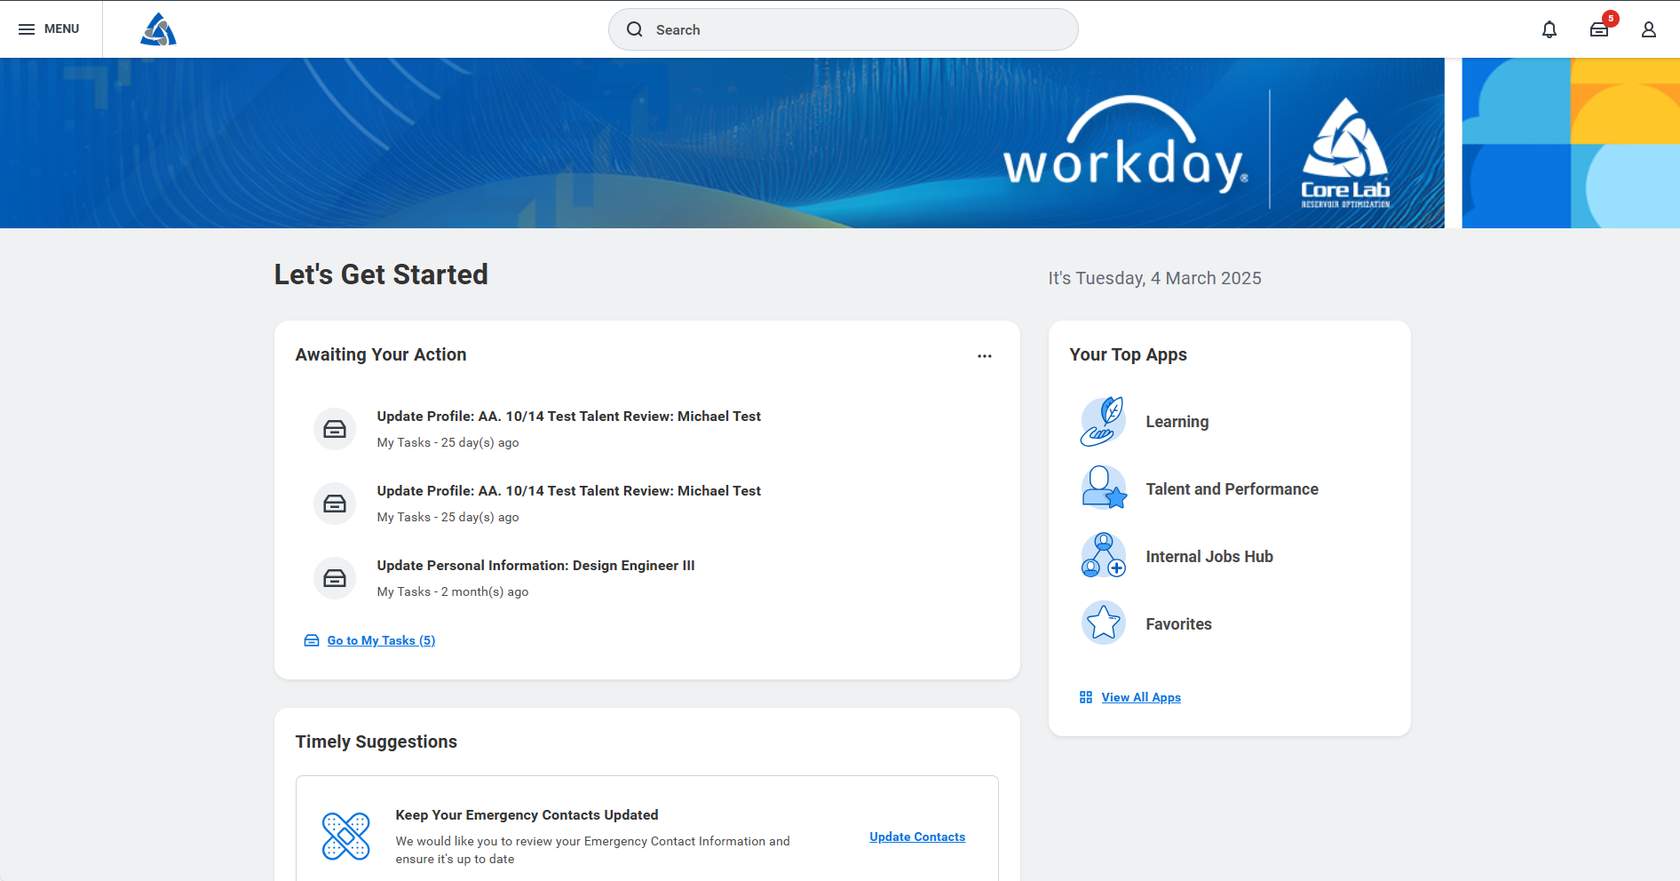 MENU
Search
5
workday®
Core Lab
RESERVOIR OPTIMIZATION
Let's Get Started
It's Tuesday, 4 March 2025
Awaiting Your Action
Update Profile: AA. 10/14 Test Talent Review: Michael Test
My Tasks - 25 day(s) ago
Update Profile: AA. 10/14 Test Talent Review: Michael Test
My Tasks - 25 day(s) ago
Update Personal Information: Design Engineer III
My Tasks - 2 month(s) ago
Go to My Tasks (5)
Your Top Apps
Learning
Talent and Performance
Internal Jobs Hub
Favorites
View All Apps
Timely Suggestions
Keep Your Emergency Contacts Updated
We would like you to review your Emergency Contact Information and
ensure it's up to date
Update Contacts